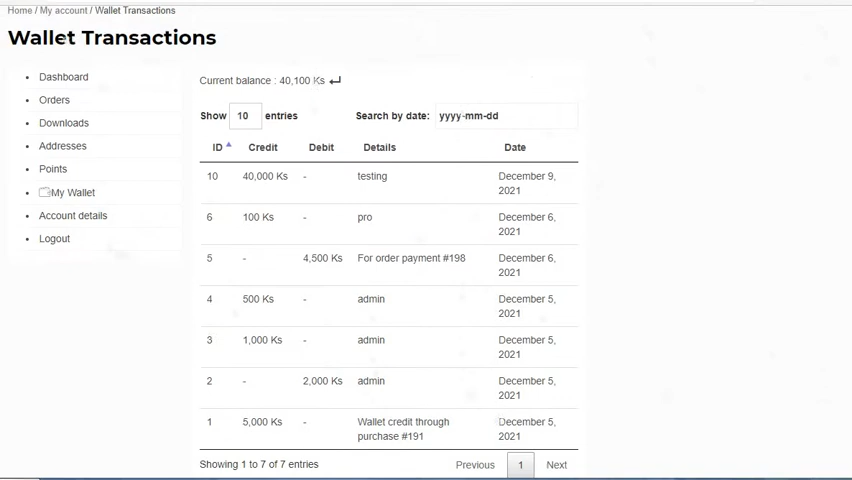 Home / My account / Wallet Transactions
Wallet Transactions
Dashboard
Orders
Downloads
Addresses
Points
My Wallet
Account details
Logout
Current balance : 40,100 Ks
Show 10 entries Search by date: yyyy-mm-dd
ID Credit Debit Details Date
10 40,000 Ks - testing December 9,
2021
6 100 Ks - pro December 6,
2021
5 - 4,500 Ks For order payment #198 December 6,
2021
4 500 Ks - admin December 5,
2021
3 1,000 Ks - admin December 5,
2021
2 - 2,000 Ks admin December 5,
2021
1 5,000 Ks - Wallet credit through December 5,
purchase #191 2021
Showing 1 to 7 of 7 entries Previous 1 Next